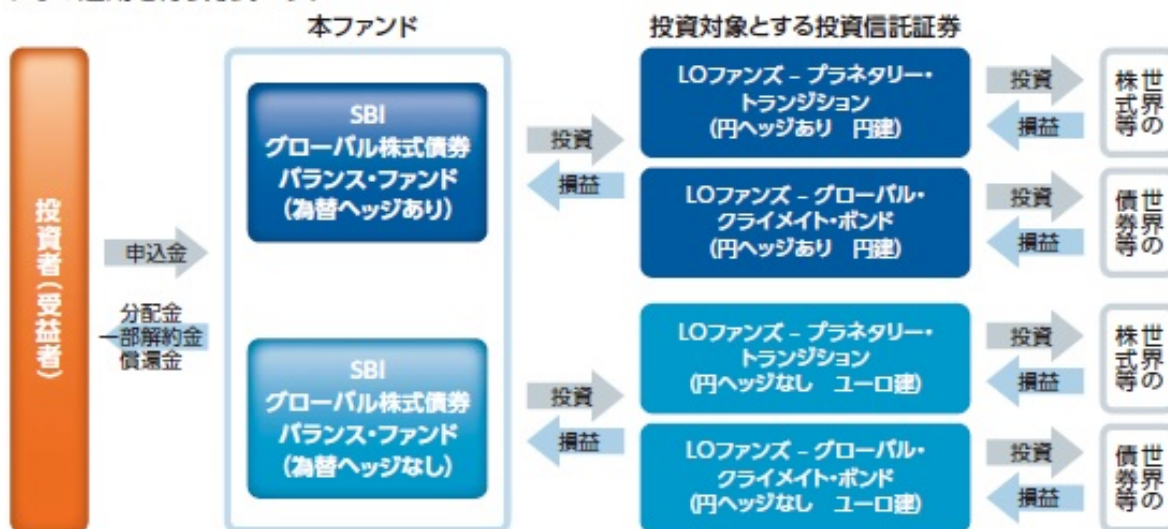 本ファンド
投資対象とする投資信託証券
投資者(受益者)
申込金
分配金
一部解約金
償還金
SBI
グローバル株式債券
バランス・ファンド
(為替ヘッジあり)
投資
損益
LOファンズ – プラネタリー・
トランジション
(円ヘッジあり 円建)
投資
損益
世界の
株式等
LOファンズ – グローバル・
クライメイト・ボンド
(円ヘッジあり 円建)
投資
損益
世界の
債券等
SBI
グローバル株式債券
バランス・ファンド
(為替ヘッジなし)
投資
損益
LOファンズ – プラネタリー・
トランジション
(円ヘッジなし ユーロ建)
投資
損益
世界の
株式等
LOファンズ – グローバル・
クライメイト・ボンド
(円ヘッジなし ユーロ建)
投資
損益
世界の
債券等